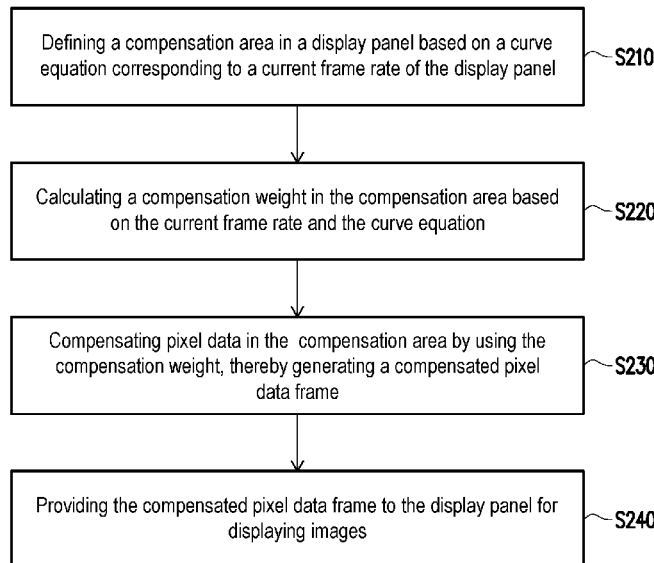 Defining a compensation area in a display panel based on a curve
equation corresponding to a current frame rate of the display panel
S210
Calculating a compensation weight in the compensation area based
on the current frame rate and the curve equation
S220
Compensating pixel data in the compensation area by using the
compensation weight, thereby generating a compensated pixel
data frame
S230
Providing the compensated pixel data frame to the display panel for
displaying images
S240